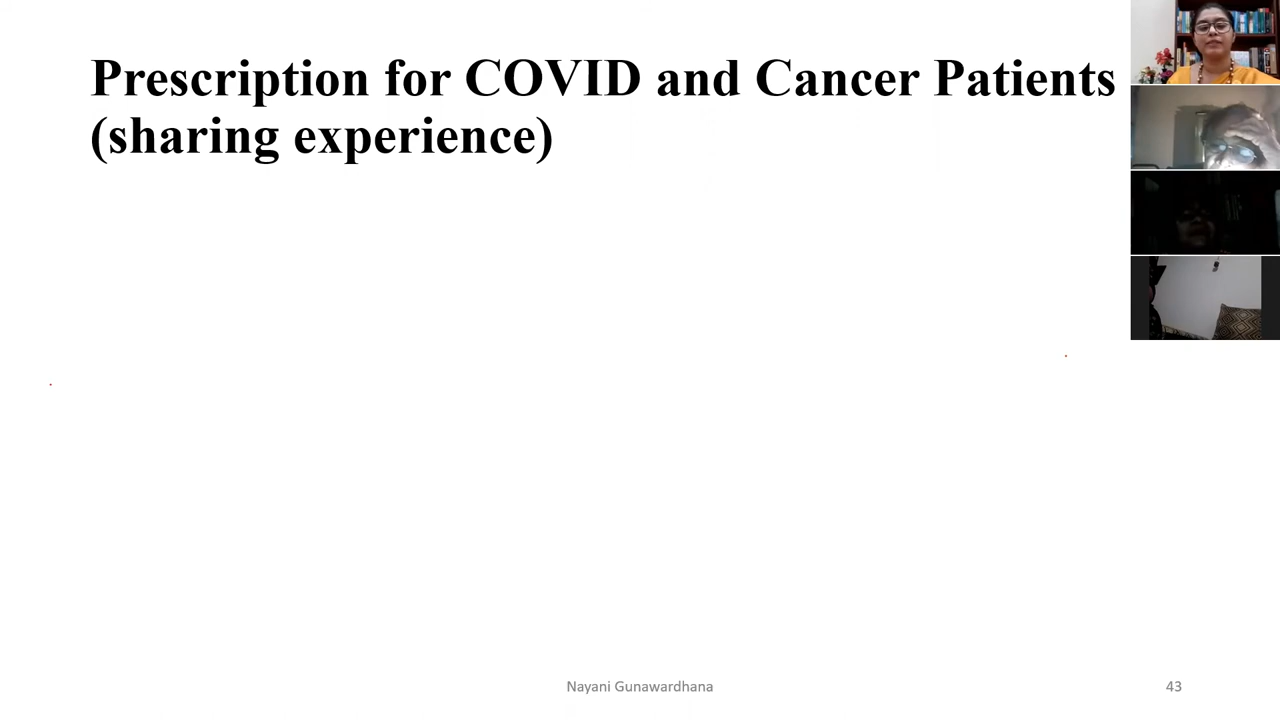 Prescription for COVID and Cancer Patients
(sharing experience)
Nayani Gunawardhana
43